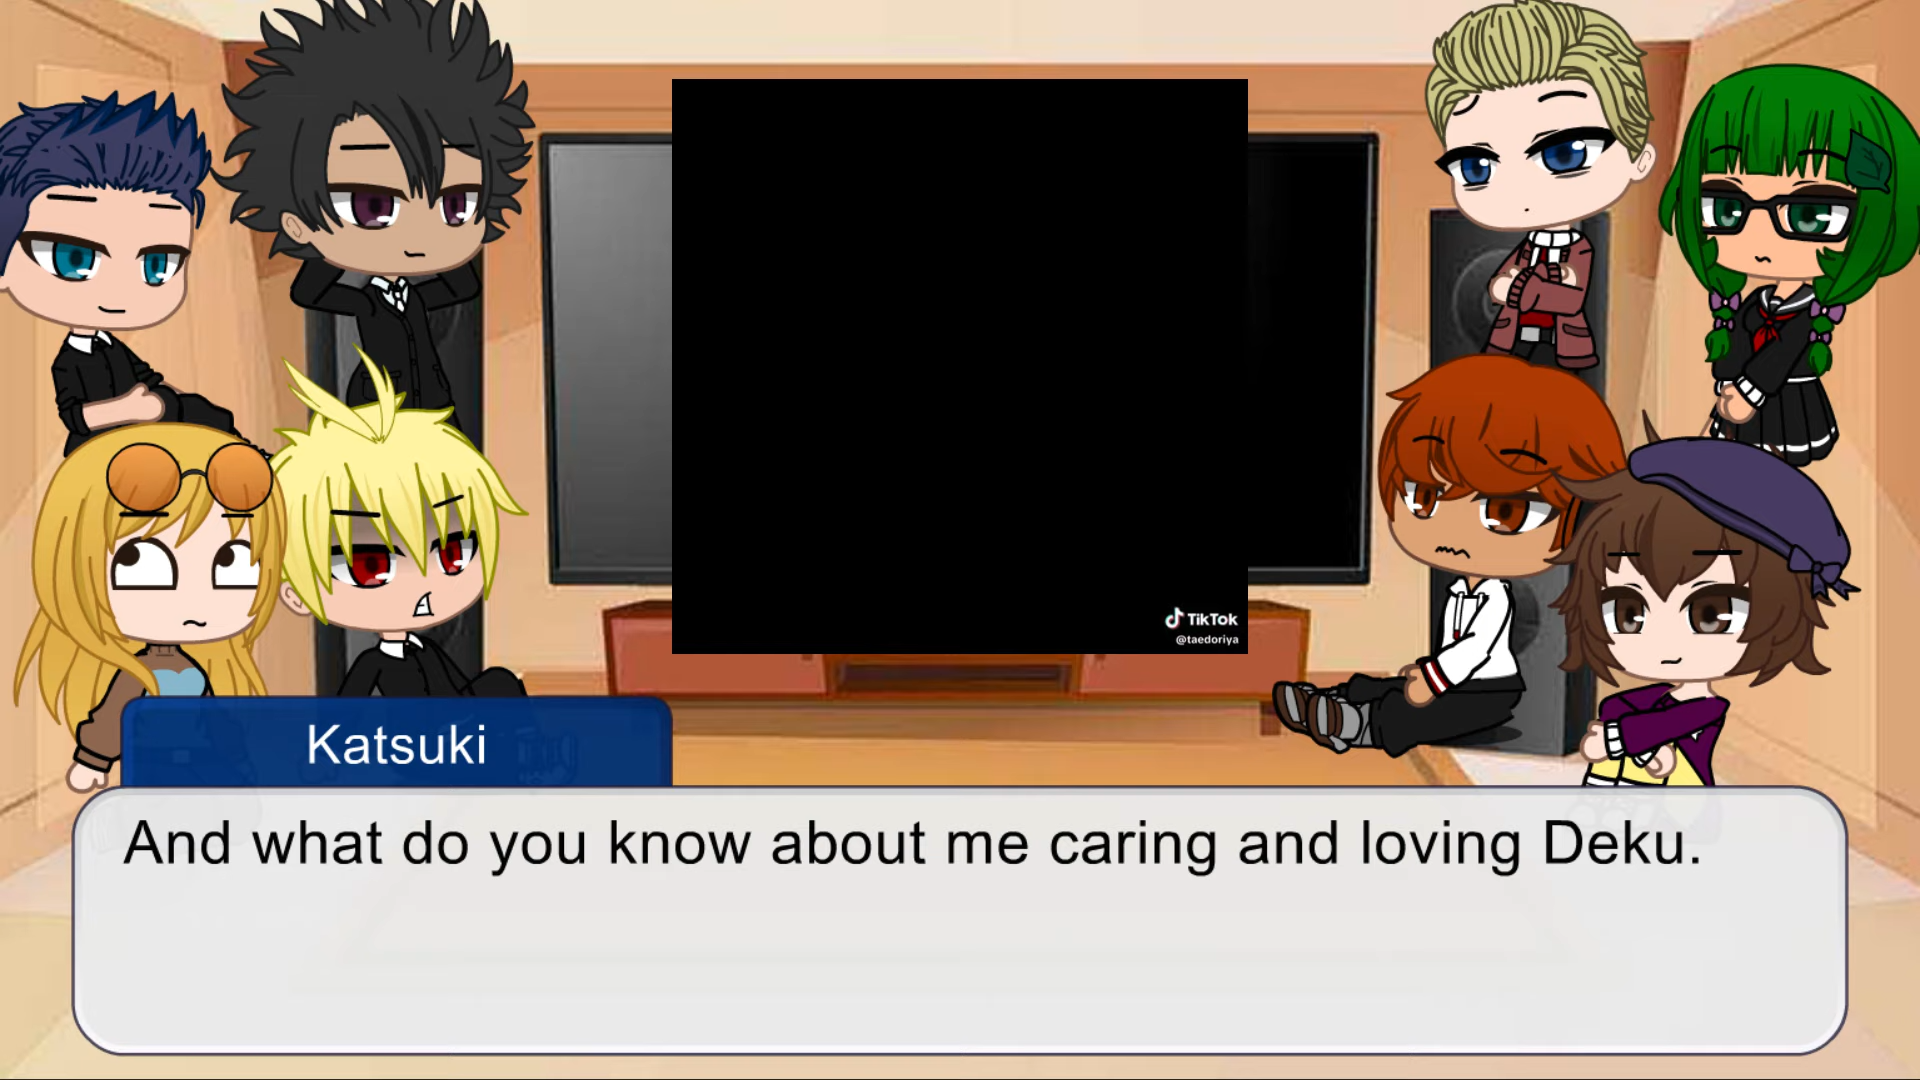 TikTok
@taedoriya
Katsuki
And what do you know about me caring and loving Deku.